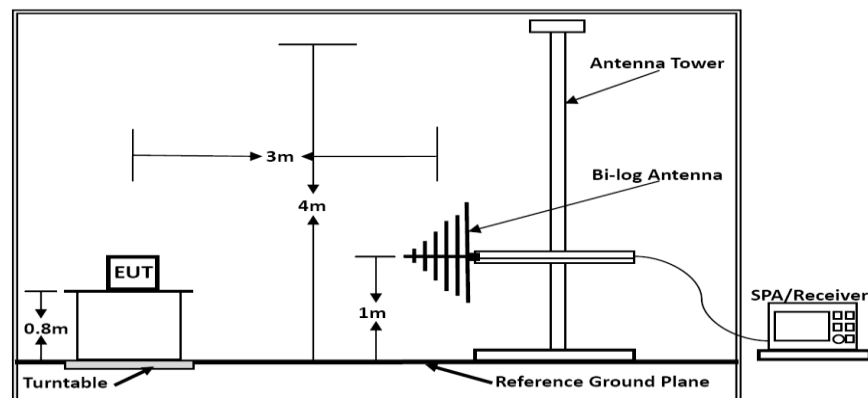 Antenna Tower
3m
Bi-log Antenna
4m
EUT
SPA/Receiver
0.8m
1m
Turntable
Reference Ground Plane